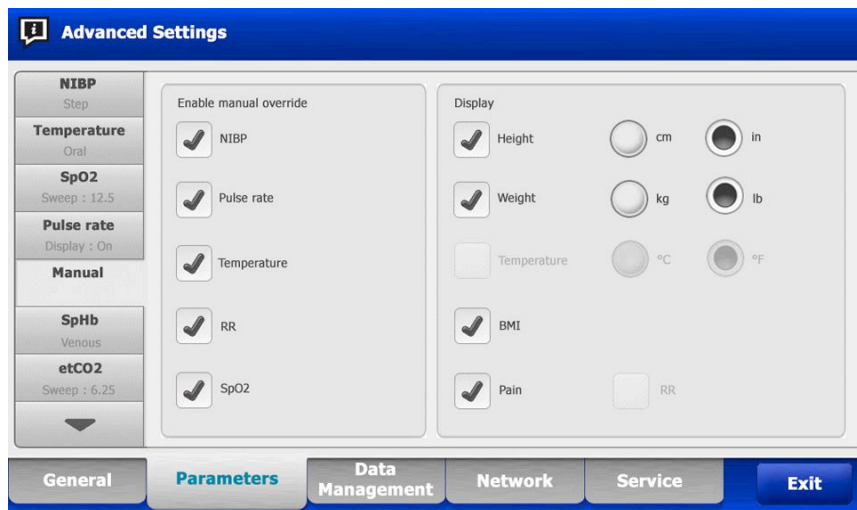 Advanced Settings
NIBP
Step
Temperature
Oral
SpO2
Sweep : 12.5
Pulse rate
Display : On
Manual
SpHb
Venous
etCO2
Sweep : 6.25
Enable manual override
NIBP
Pulse rate
Temperature
RR
SpO2
Display
Height cm in
Weight kg lb
Temperature °C °F
BMI
Pain RR
General
Parameters
Data
Management
Network
Service
Exit